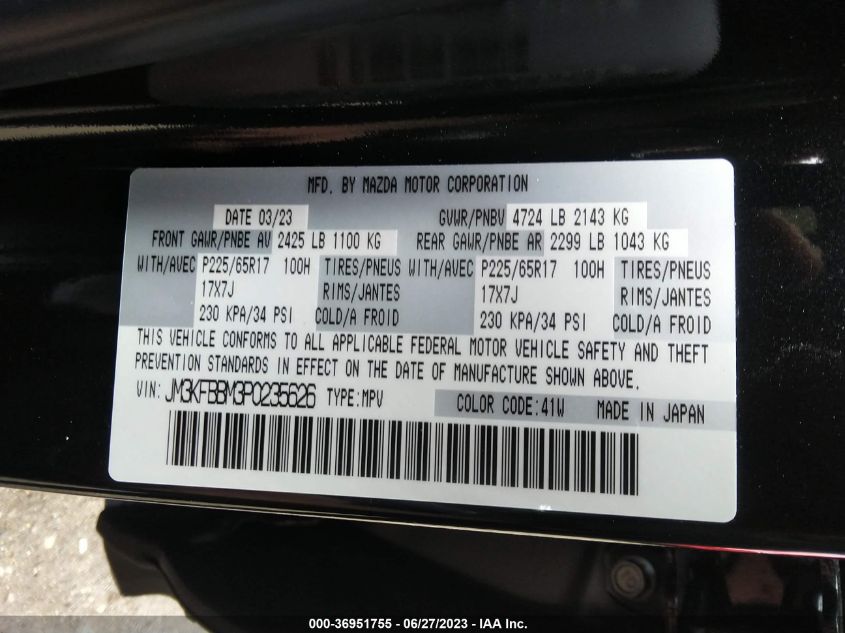 MFD. BY MAZDA MOTOR CORPORATION
DATE 03/23 GVWR/PNBV 4724 LB 2143 KG
FRONT GAWR/PNBE AV 2425 LB 1100 KG REAR GAWR/PNBE AR 2299 LB 1043 KG
WITH/AVEC P225/65R17 100H TIRES/PNEUS WITH/AVEC P225/65R17 100H TIRES/PNEUS
17X7J RIMS/JANTES 17X7J RIMS/JANTES
230 KPA/34 PSI COLD/A FROID 230 KPA/34 PSI COLD/A FROID
THIS VEHICLE CONFORMS TO ALL APPLICABLE FEDERAL MOTOR VEHICLE SAFETY AND THEFT
PREVENTION STANDARDS IN EFFECT ON THE DATE OF MANUFACTURE SHOWN ABOVE.
VIN: JM3KFBBM3P0235626 TYPE:MPV COLOR CODE:41W MADE IN JAPAN
000-36951755 - 06/27/2023 - IAA Inc.